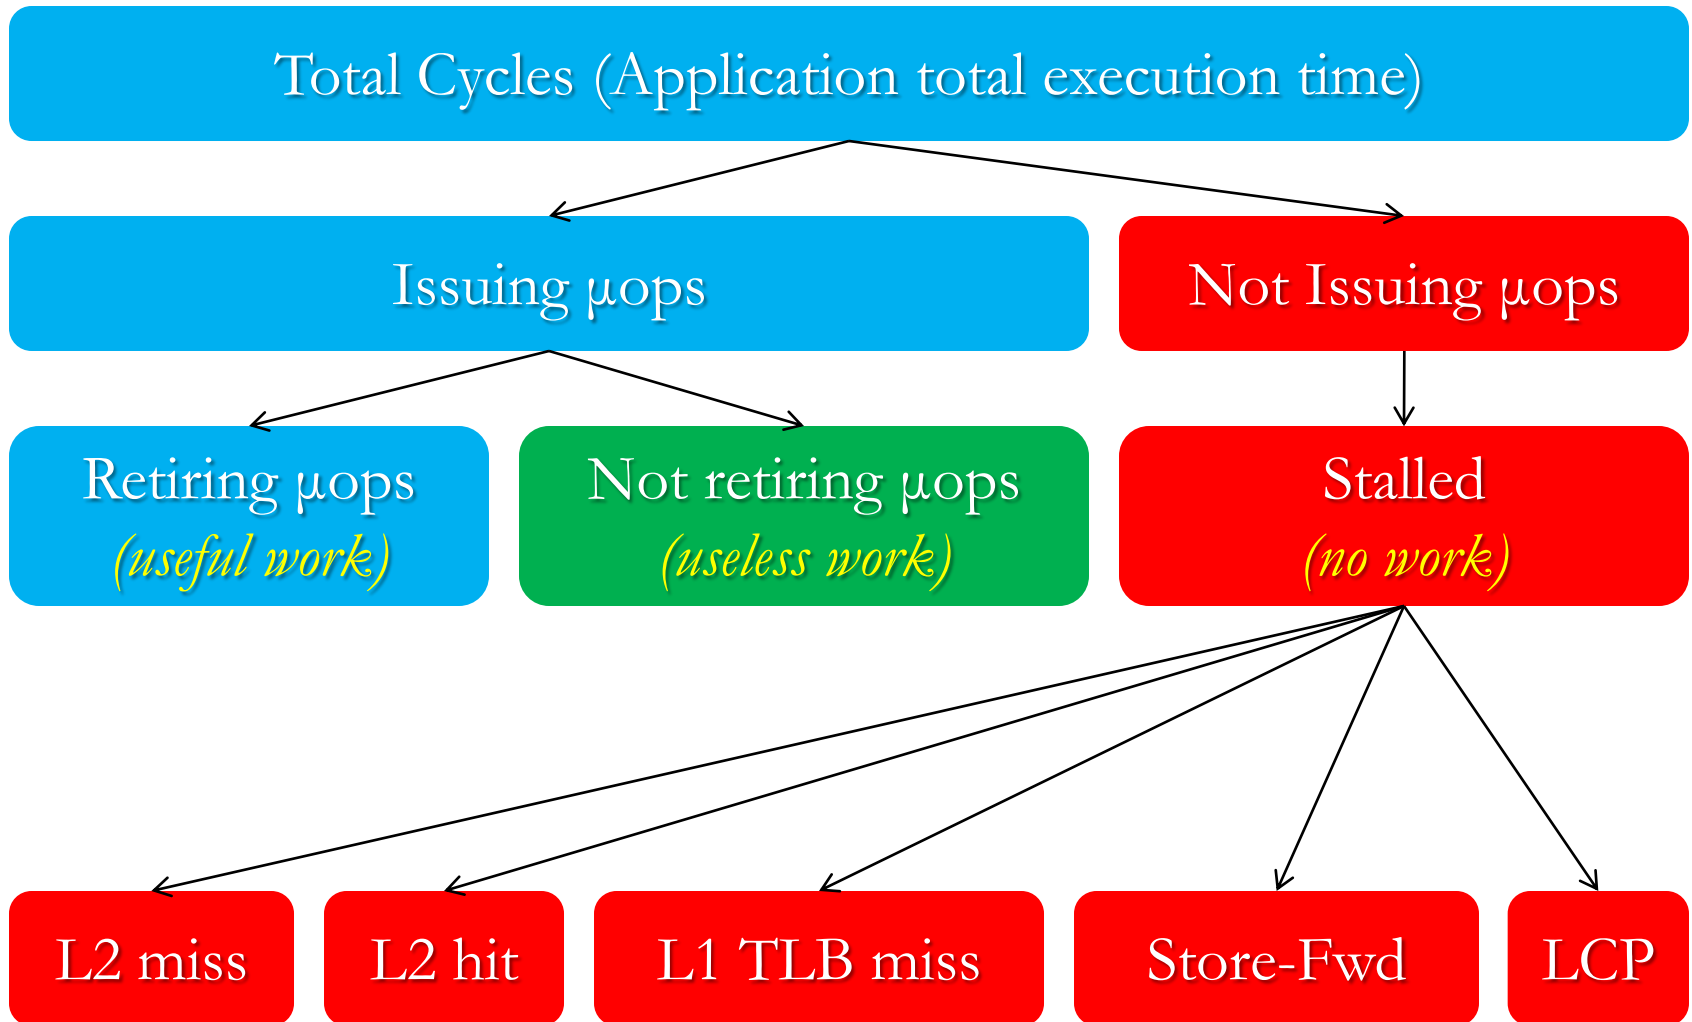 Total Cycles (Application total execution time)
Issuing μops
Not Issuing μops
Retiring μops
(useful work)
Not retiring μops
(useless work)
Stalled
(no work)
L2 miss
L2 hit
L1 TLB miss
Store-Fwd
LCP